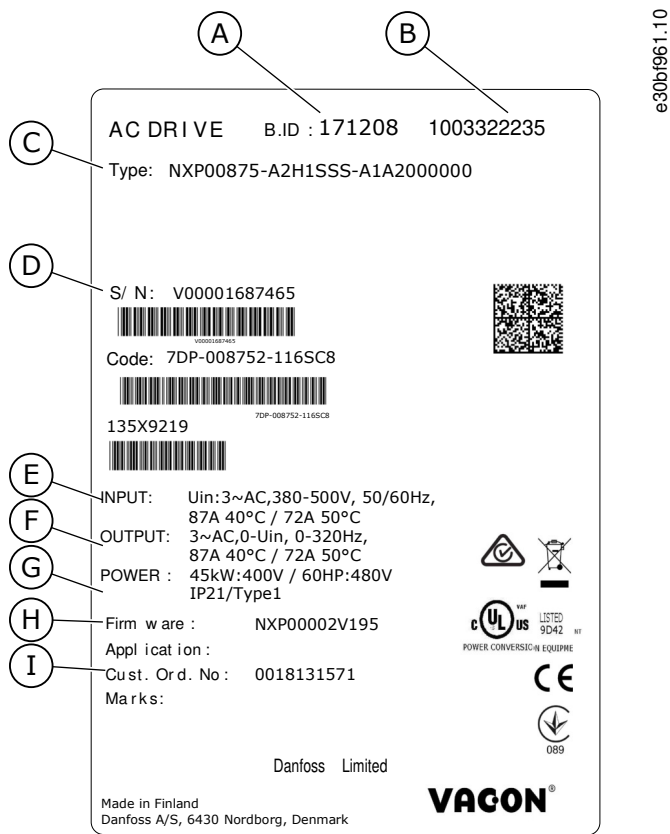 A
B
e30bf961.10
AC DRIVE B.ID : 171208 1003322235
C
Type: NXP00875-A2H1SSS-A1A2000000
D
S/ N: V00001687465
V00001687465
Code: 7DP-008752-116SC8
7DP-008752-116SC8
135X9219
E
INPUT: Uin:3~AC,380-500V, 50/60Hz,
87A 40°C / 72A 50°C
F
OUTPUT: 3~AC,0-Uin, 0-320Hz,
87A 40°C / 72A 50°C
G
POWER : 45kW:400V / 60HP:480V
IP21/Type1
H
Firm w are : NXP00002V195
Appl icat ion :
I
Cust. Ord. No : 0018131571
Marks:
c UL US VAF LISTED
9D42 NT
POWER CONVERSION EQUIPME
CE
089
Danfoss Limited
Made in Finland
Danfoss A/S, 6430 Nordborg, Denmark
VACON®